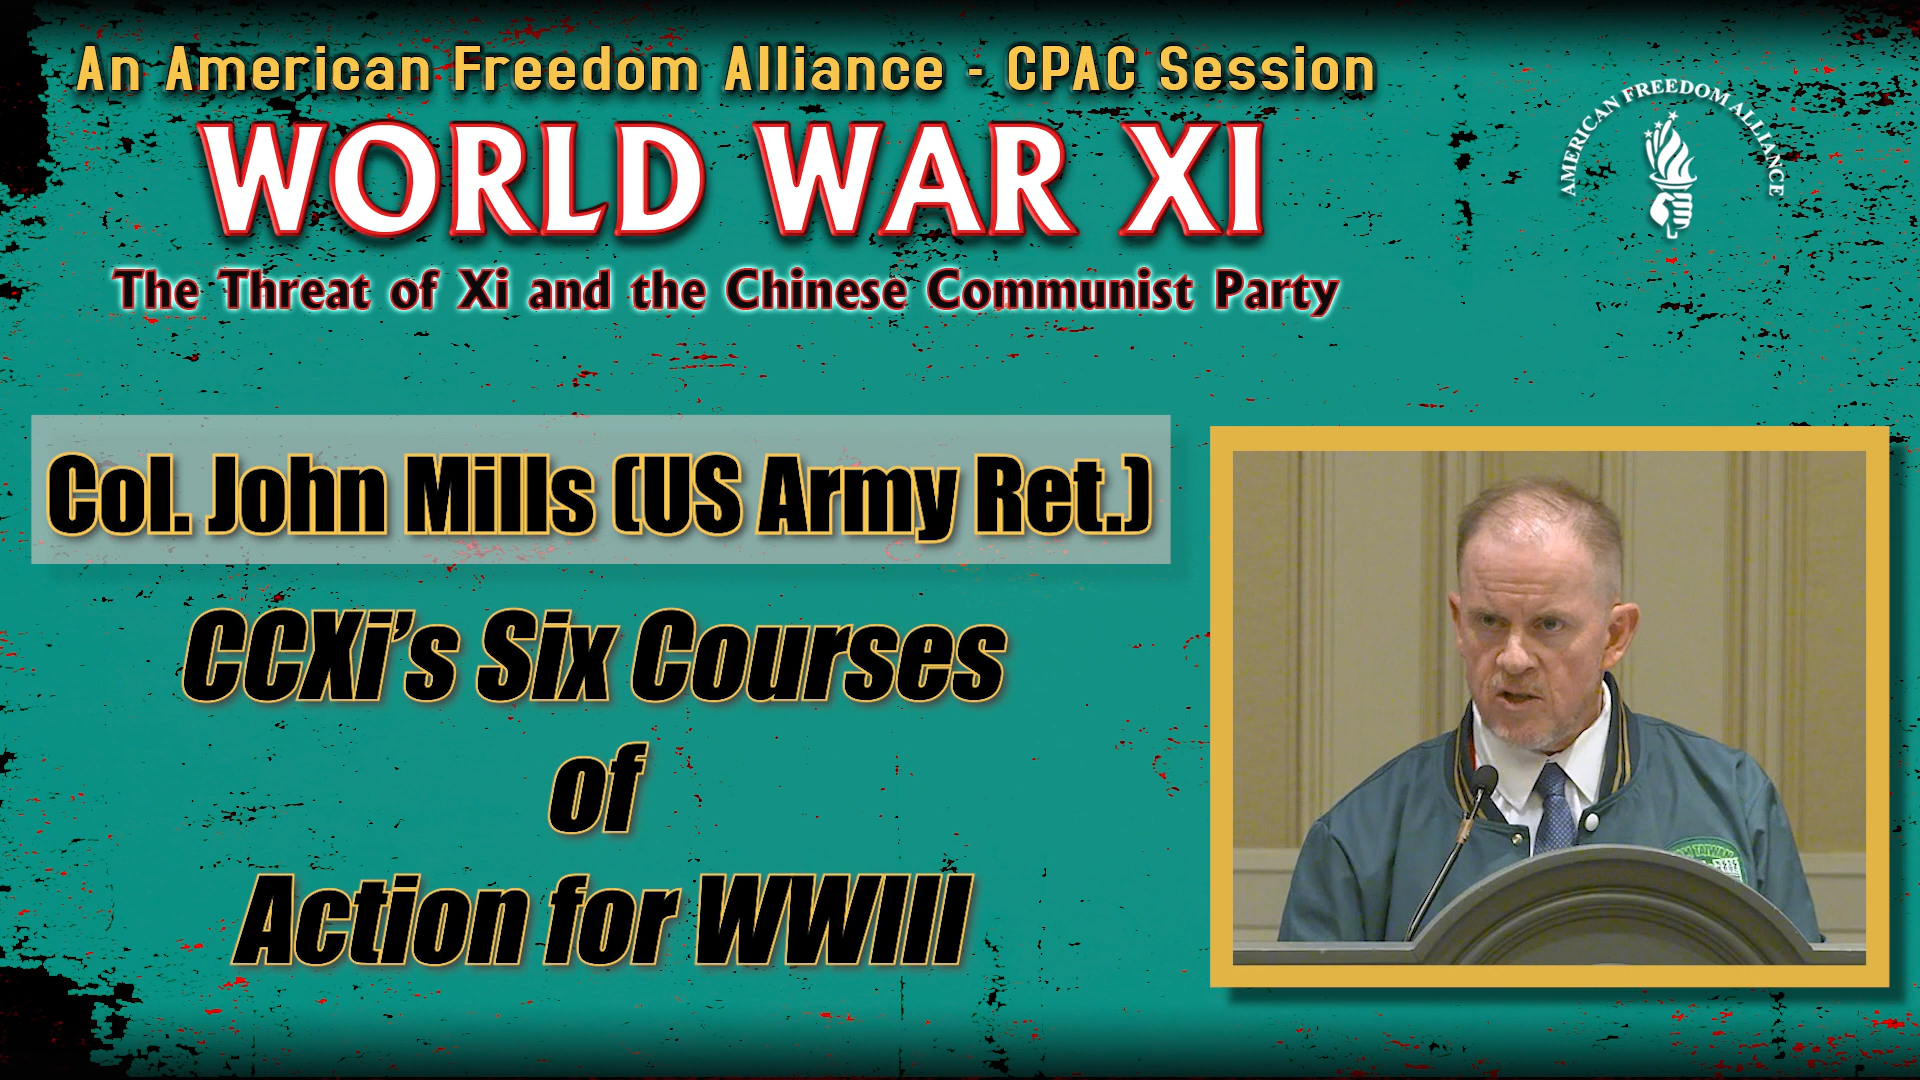 An American Freedom Alliance - CPAC Session
WORLD WAR XI
The Threat of Xi and the Chinese Communist Party
AMERICAN FREEDOM ALLIANCE
Col. John Mills (US Army Ret.)
CCXi's Six Courses
of
Action for WWIII
TAIWAN